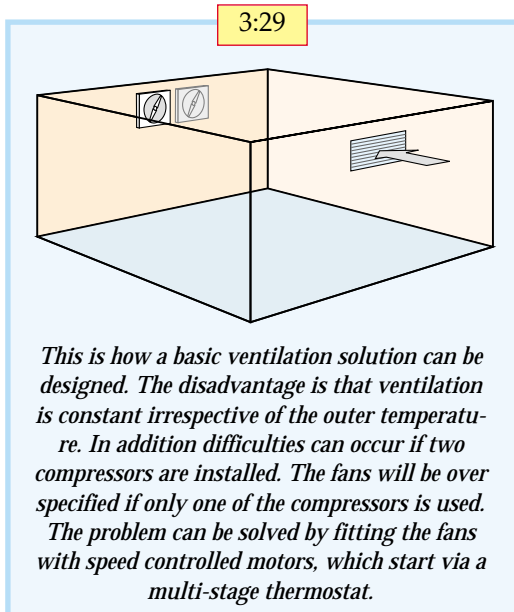 3:29
This is how a basic ventilation solution can be
designed. The disadvantage is that ventilation
is constant irrespective of the outer temperatu-
re. In addition difficulties can occur if two
compressors are installed. The fans will be over
specified if only one of the compressors is used.
The problem can be solved by fitting the fans
with speed controlled motors, which start via a
multi-stage thermostat.